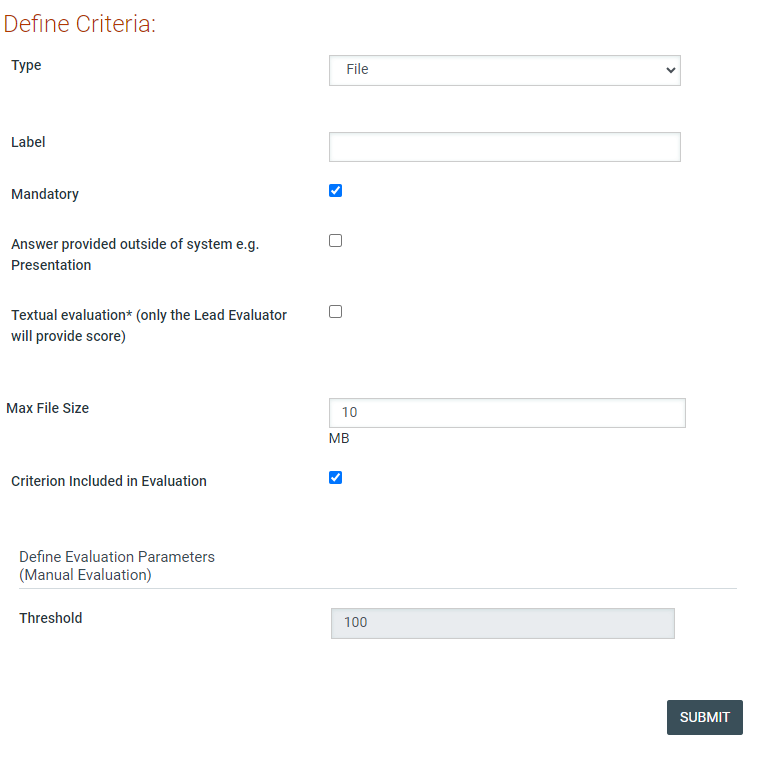 Define Criteria:
Type
File
Label
Mandatory
Answer provided outside of system e.g.
Presentation
Textual evaluation* (only the Lead Evaluator
will provide score)
Max File Size
10
MB
Criterion Included in Evaluation
Define Evaluation Parameters
(Manual Evaluation)
Threshold
100
SUBMIT